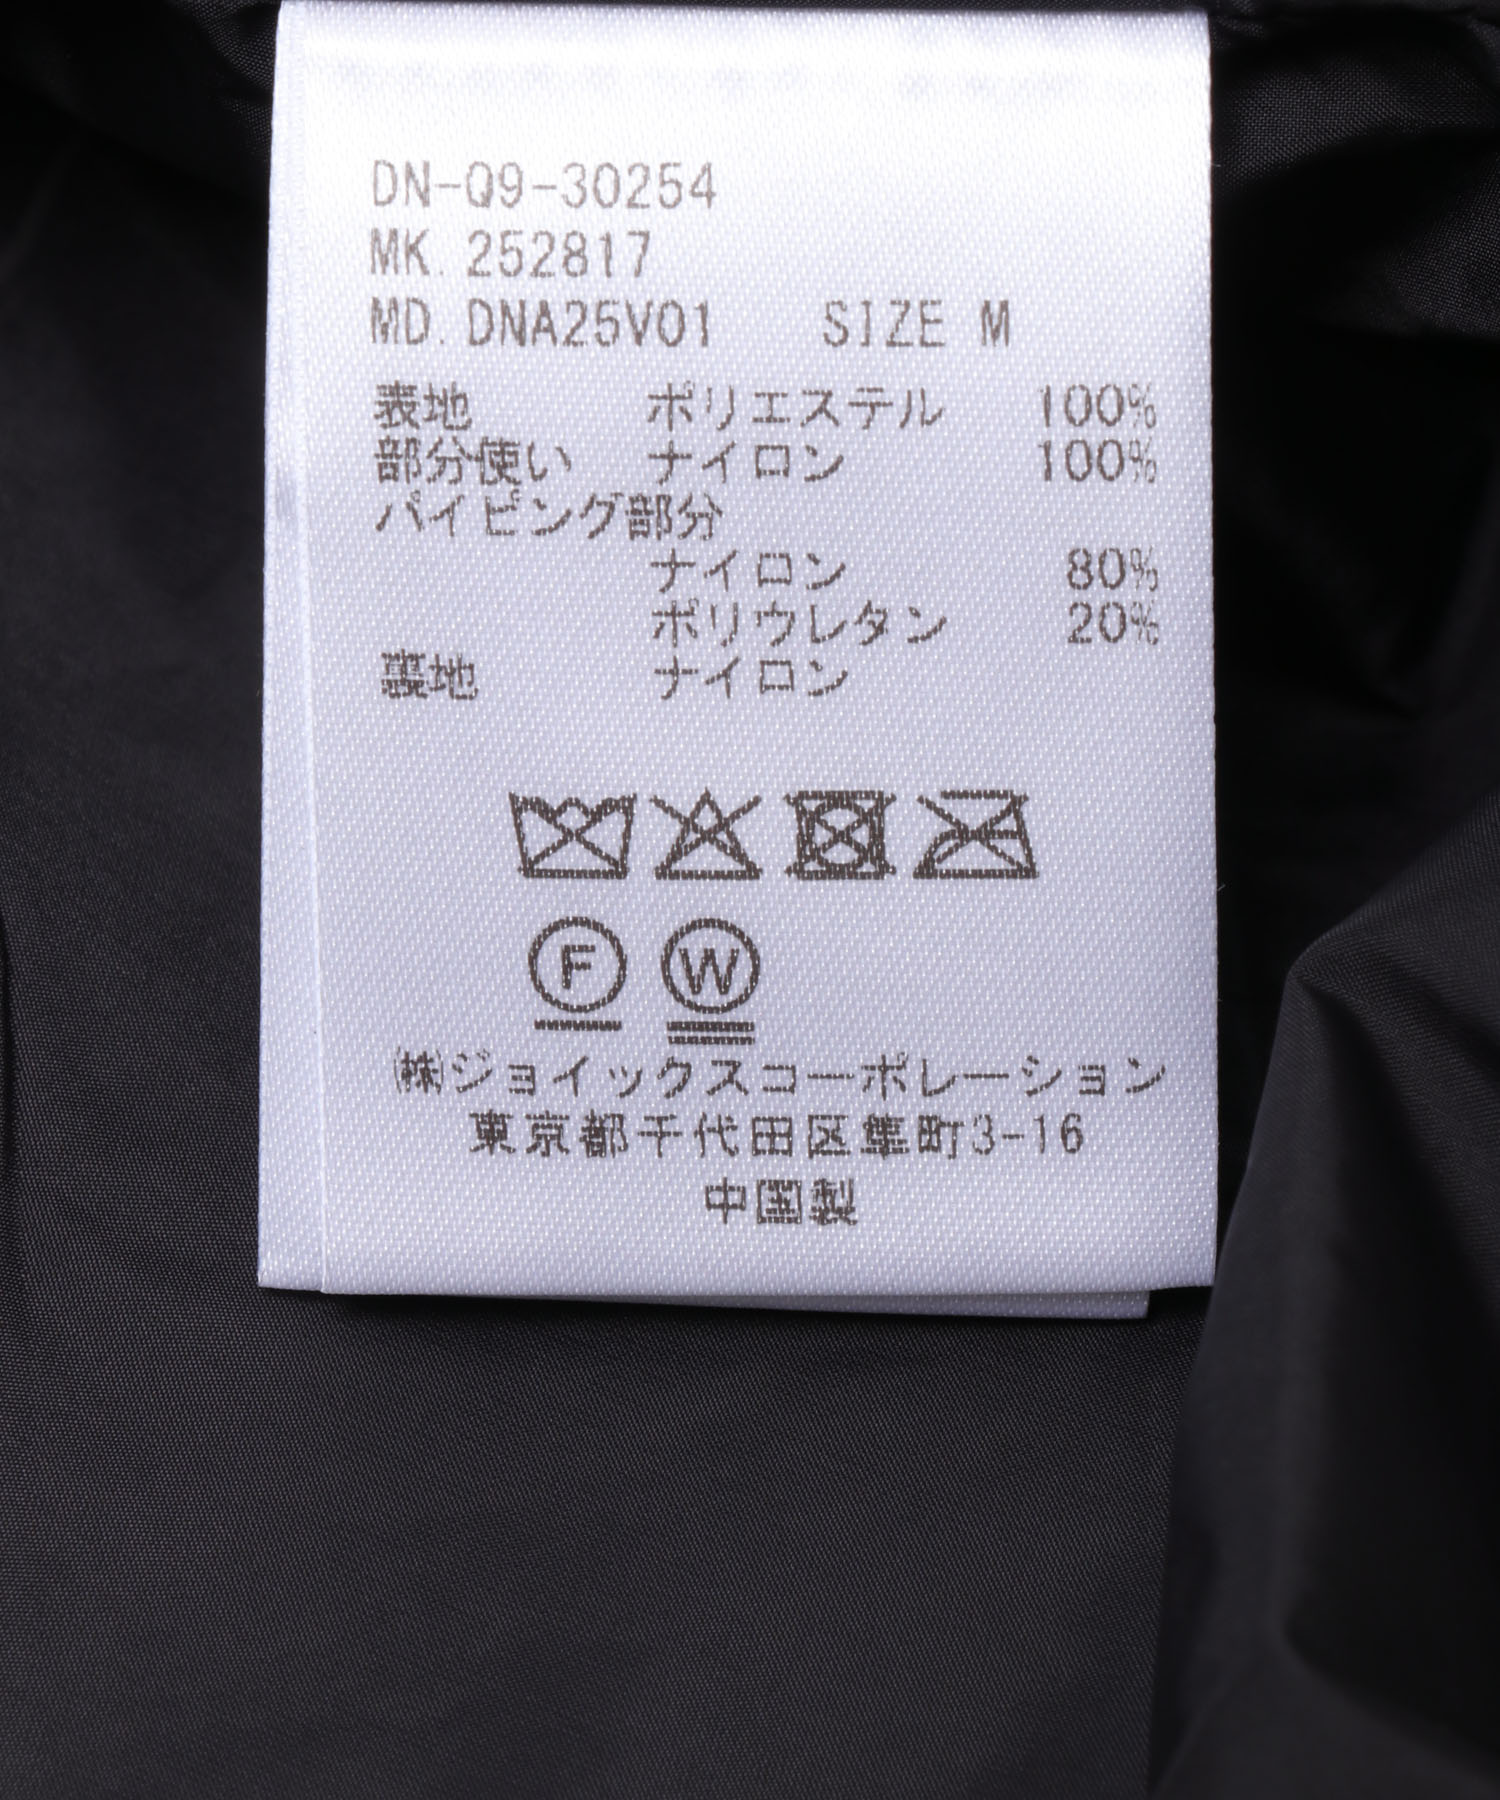 DN-Q9-30254
MK. 252817
MD. DNA25V01 SIZE M
表地 ポリエステル 100%
部分使い ナイロン 100%
パイピング部分
ナイロン 80%
ポリウレタン 20%
裏地 ナイロン
F W
㈱ジョイックスコーポレーション
東京都千代田区隼町3-16
中国製